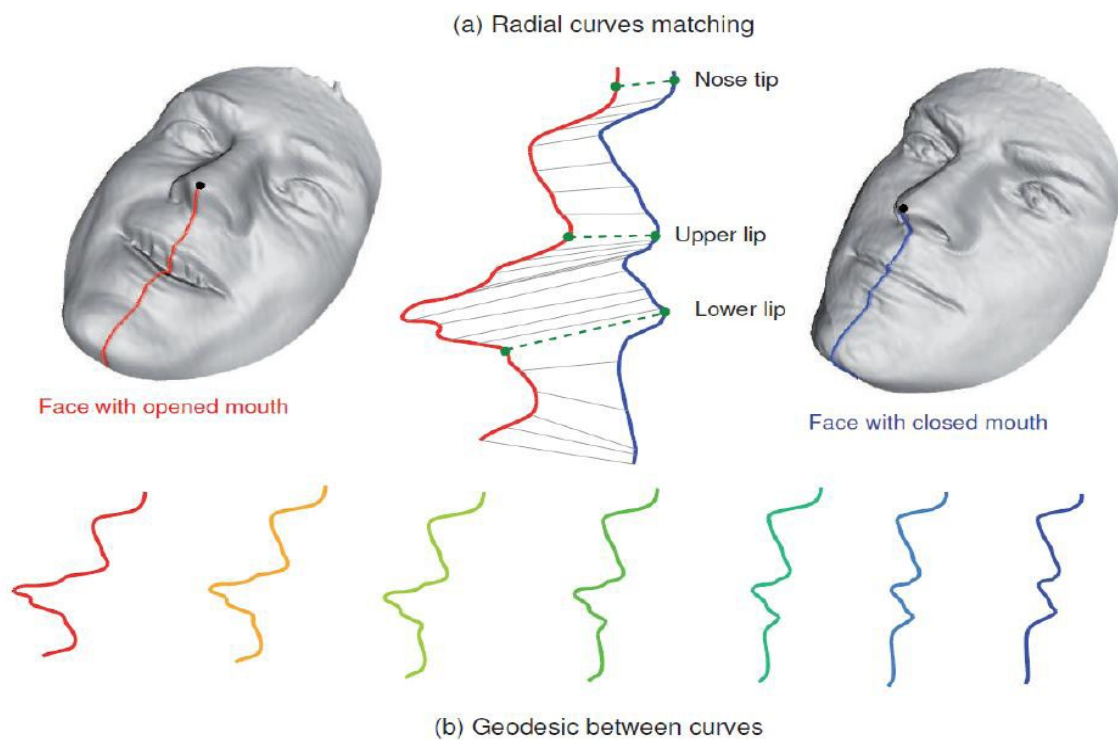 (a) Radial curves matching
Nose tip
Upper lip
Lower lip
Face with opened mouth
Face with closed mouth
(b) Geodesic between curves